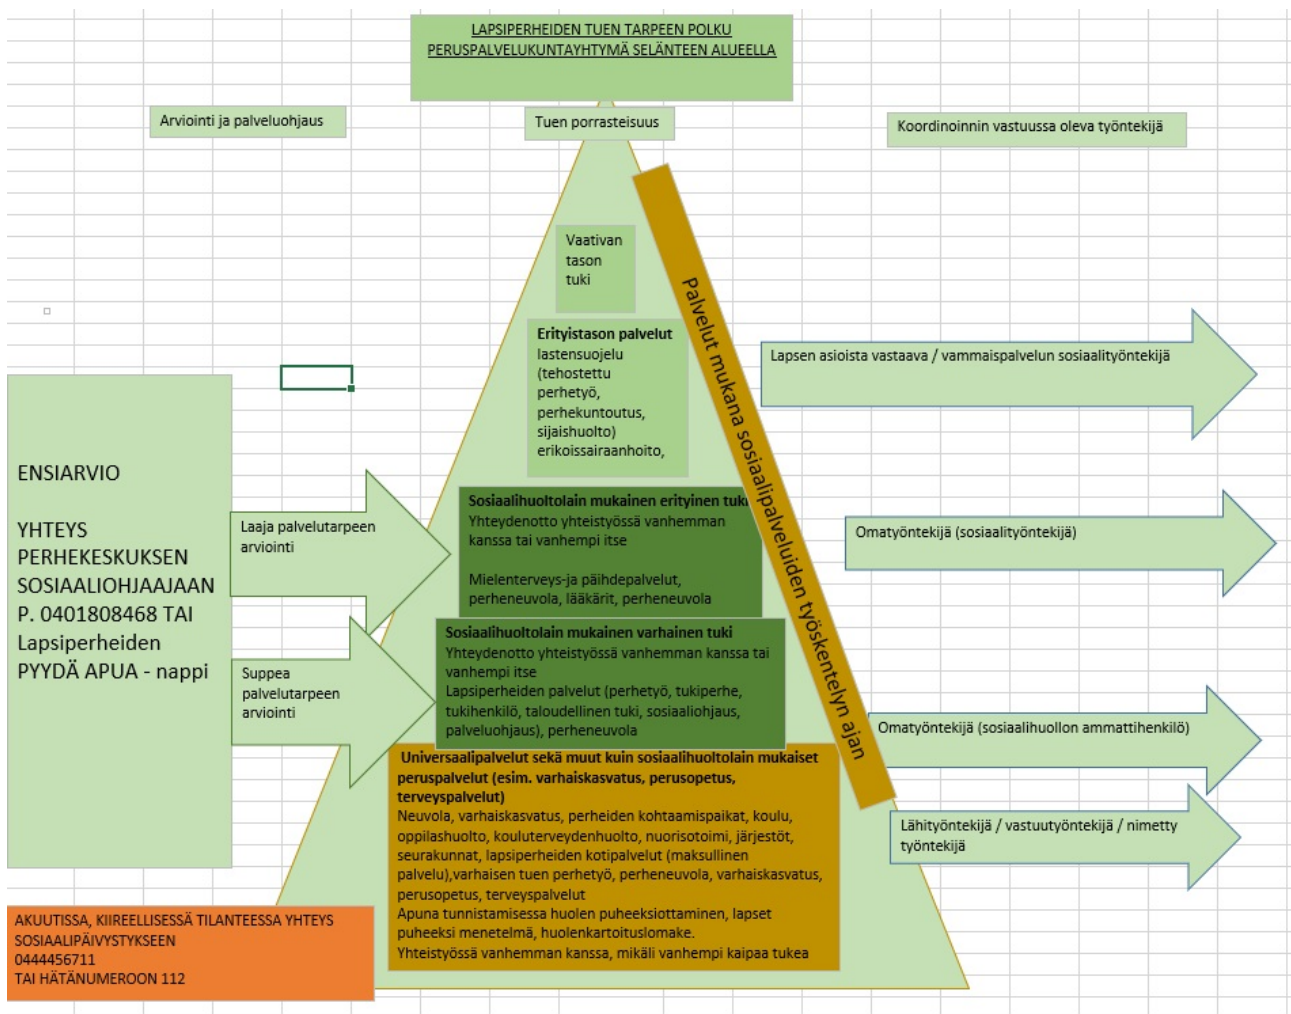 LAPSIPERHEIDEN TUEN TARPEEN POLKU
PERUSPALVELUKUNTAYHTYMÄ SELÄNTEEN ALUEELLA
Arviointi ja palveluohjaus
Tuen porrasteisuus
Koordinoinnin vastuussa oleva työntekijä
Vaativan
tason
tuki
Erityistason palvelut
lastensuojelu
(tehostettu
perhetyö,
perhekuntoutus,
sijaishuolto)
erikoissairaanhoito,
Palvelut mukana sosiaalipalveluiden työskentelyn ajan
Lapsen asioista vastaava / vammaispalvelun sosiaalityöntekijä
ENSIARVIO
YHTEYS
PERHEKESKUKSEN
SOSIAALIOHJAAJAAN
P. 0401808468 TAI
Lapsiperheiden
PYYDÄ APUA - nappi
Laaja palvelutarpeen
arviointi
Sosiaalihuoltolain mukainen erityinen tuki
Yhteydenotto yhteistyössä vanhemman
kanssa tai vanhempi itse
Mielenterveys-ja päihdepalvelut,
perheneuvola, lääkärit, perheneuvola
Omatyöntekijä (sosiaalityöntekijä)
Suppea
palvelutarpeen
arviointi
Sosiaalihuoltolain mukainen varhainen tuki
Yhteydenotto yhteistyössä vanhemman kanssa tai
vanhempi itse
Lapsiperheiden palvelut (perhetyö, tukiperhe,
tukihenkilö, taloudellinen tuki, sosiaaliohjaus,
palveluohjaus), perheneuvola
Omatyöntekijä (sosiaalihuollon ammattihenkilö)
Universaalipalvelut sekä muut kuin sosiaalihuoltolain mukaiset
peruspalvelut (esim. varhaiskasvatus, perusopetus,
terveyspalvelut)
Neuvola, varhaiskasvatus, perheiden kohtaamispaikat, koulu,
oppilashuolto, kouluterveydenhuolto, nuorisotoimi, järjestöt,
seurakunnat, lapsiperheiden kotipalvelut (maksullinen
palvelu),varhaisen tuen perhetyö, perheneuvola, varhaiskasvatus,
perusopetus, terveyspalvelut
Apuna tunnistamisessa huolen puheeksiottaminen, lapset
puheeksi menetelmä, huolenkartoituslomake.
Yhteistyössä vanhemman kanssa, mikäli vanhempi kaipaa tukea
Lähityöntekijä / vastuutyöntekijä / nimetty
työntekijä
AKUUTISSA, KIIREELLISESSÄ TILANTEESSA YHTEYS
SOSIAALIPÄIVYSTYKSEEN
0444456711
TAI HÄTÄNUMEROON 112